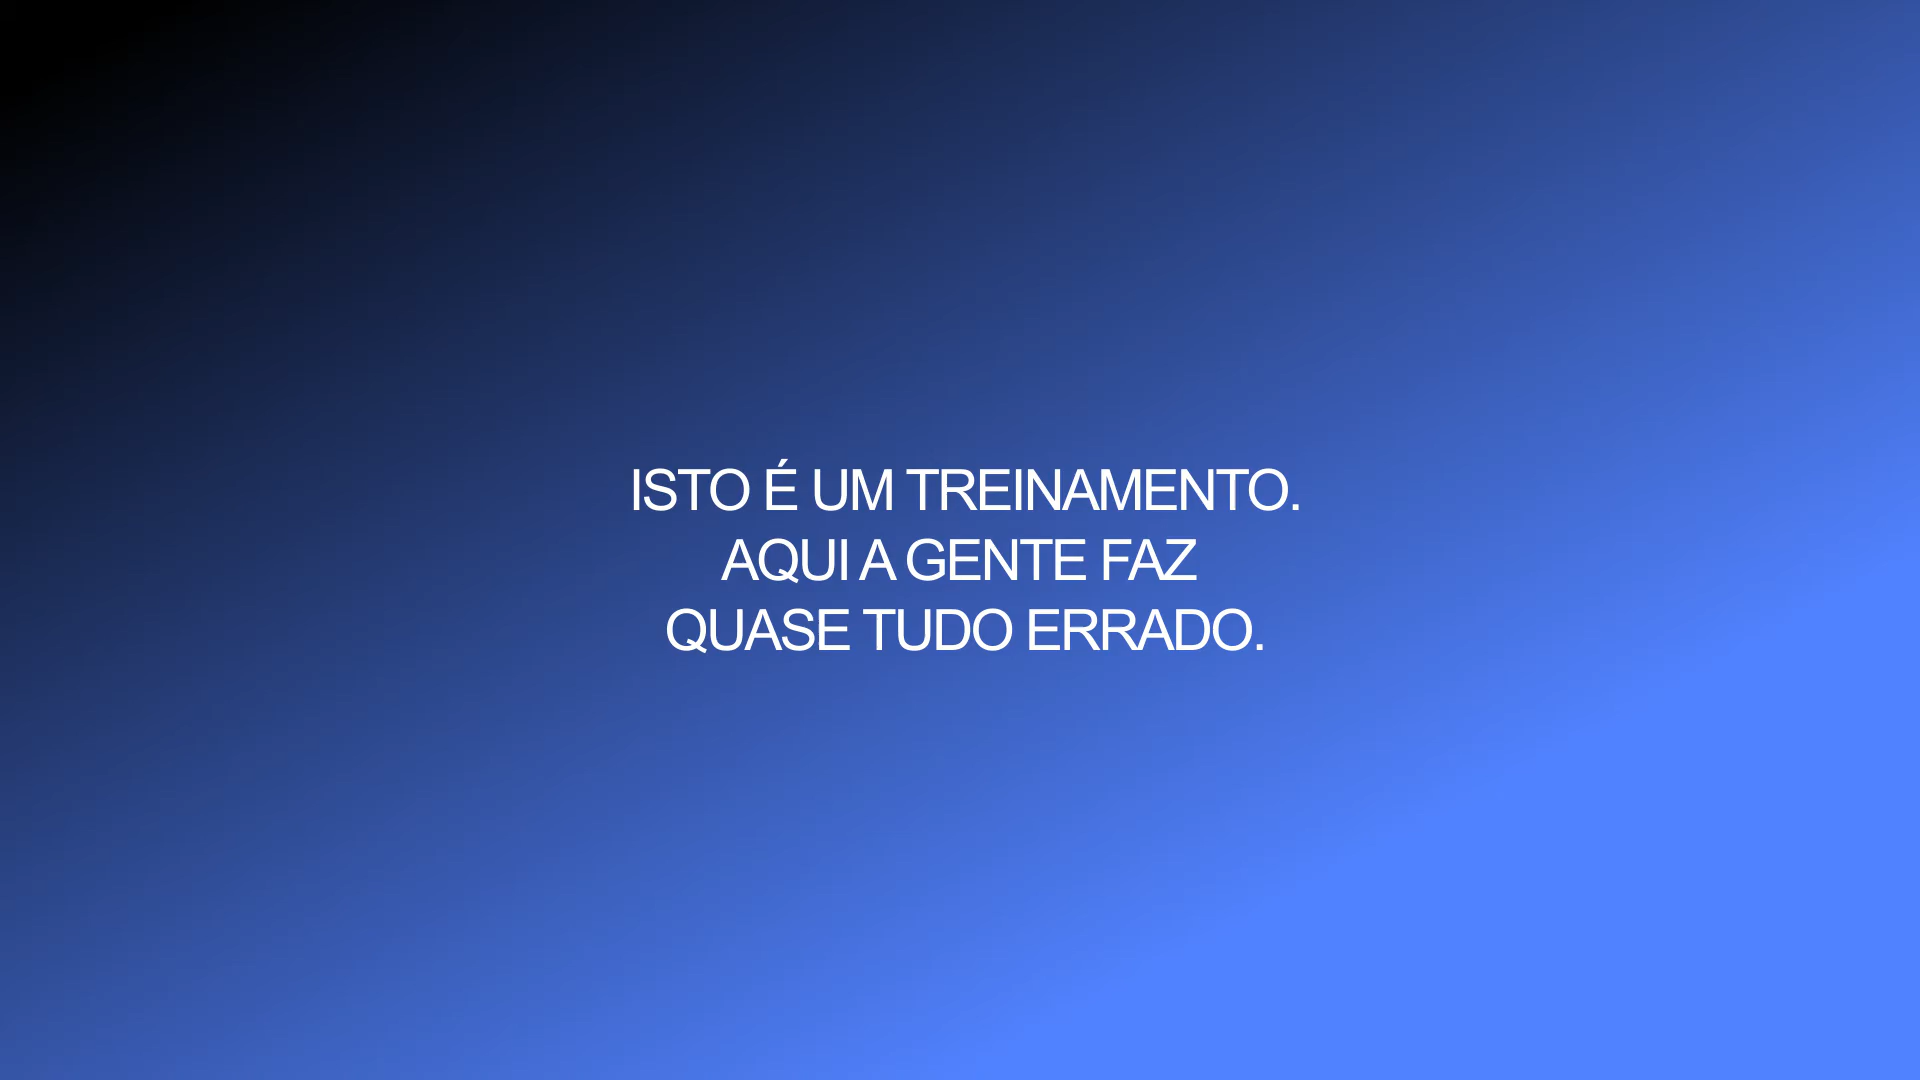 ISTO É UM TREINAMENTO.
AQUI A GENTE FAZ
QUASE TUDO ERRADO.